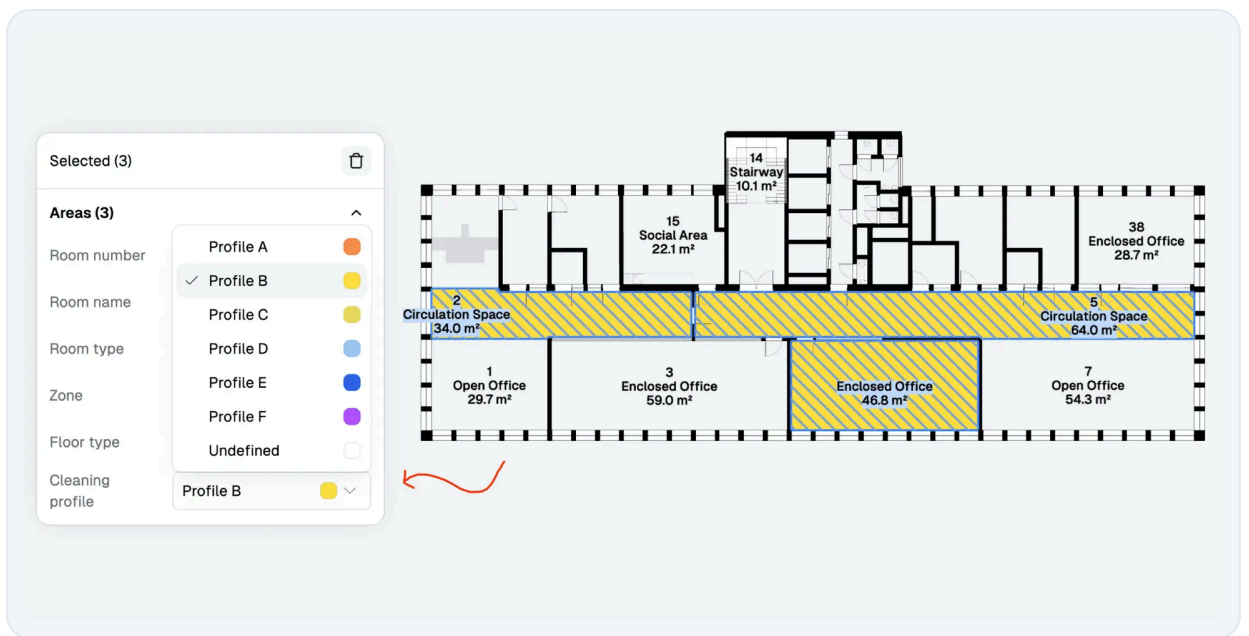 Selected (3)
Areas (3)
Room number
Room name
Room type
Zone
Floor type
Cleaning
profile
Profile A
Profile B
Profile C
Profile D
Profile E
Profile F
Undefined
Profile B
14
Stairway
10.1 m²
15
Social Area
22.1 m²
38
Enclosed Office
28.7 m²
2
Circulation Space
34.0 m²
5
Circulation Space
64.0 m²
1
Open Office
29.7 m²
3
Enclosed Office
59.0 m²
Enclosed Office
46.8 m²
7
Open Office
54.3 m²